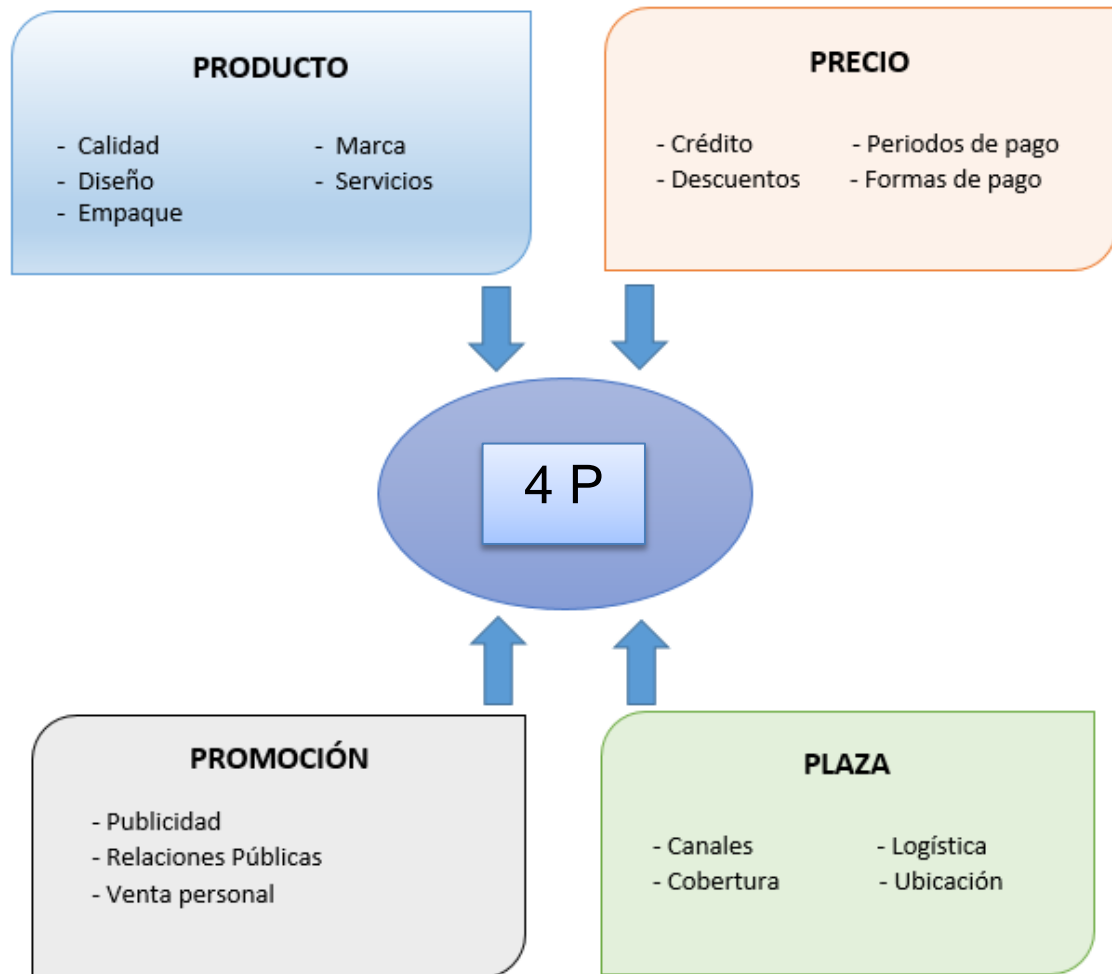 PRODUCTO
- Calidad
- Diseño
- Empaque
- Marca
- Servicios
PRECIO
- Crédito
- Descuentos
- Periodos de pago
- Formas de pago
4 P
PROMOCIÓN
- Publicidad
- Relaciones Públicas
- Venta personal
PLAZA
- Canales
- Cobertura
- Logística
- Ubicación